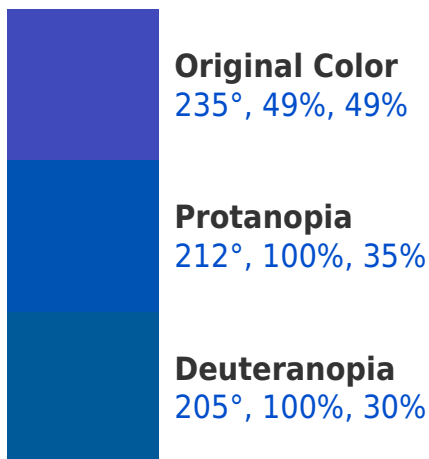 Original Color
235°, 49%, 49%
Protanopia
212°, 100%, 35%
Deuteranopia
205°, 100%, 30%